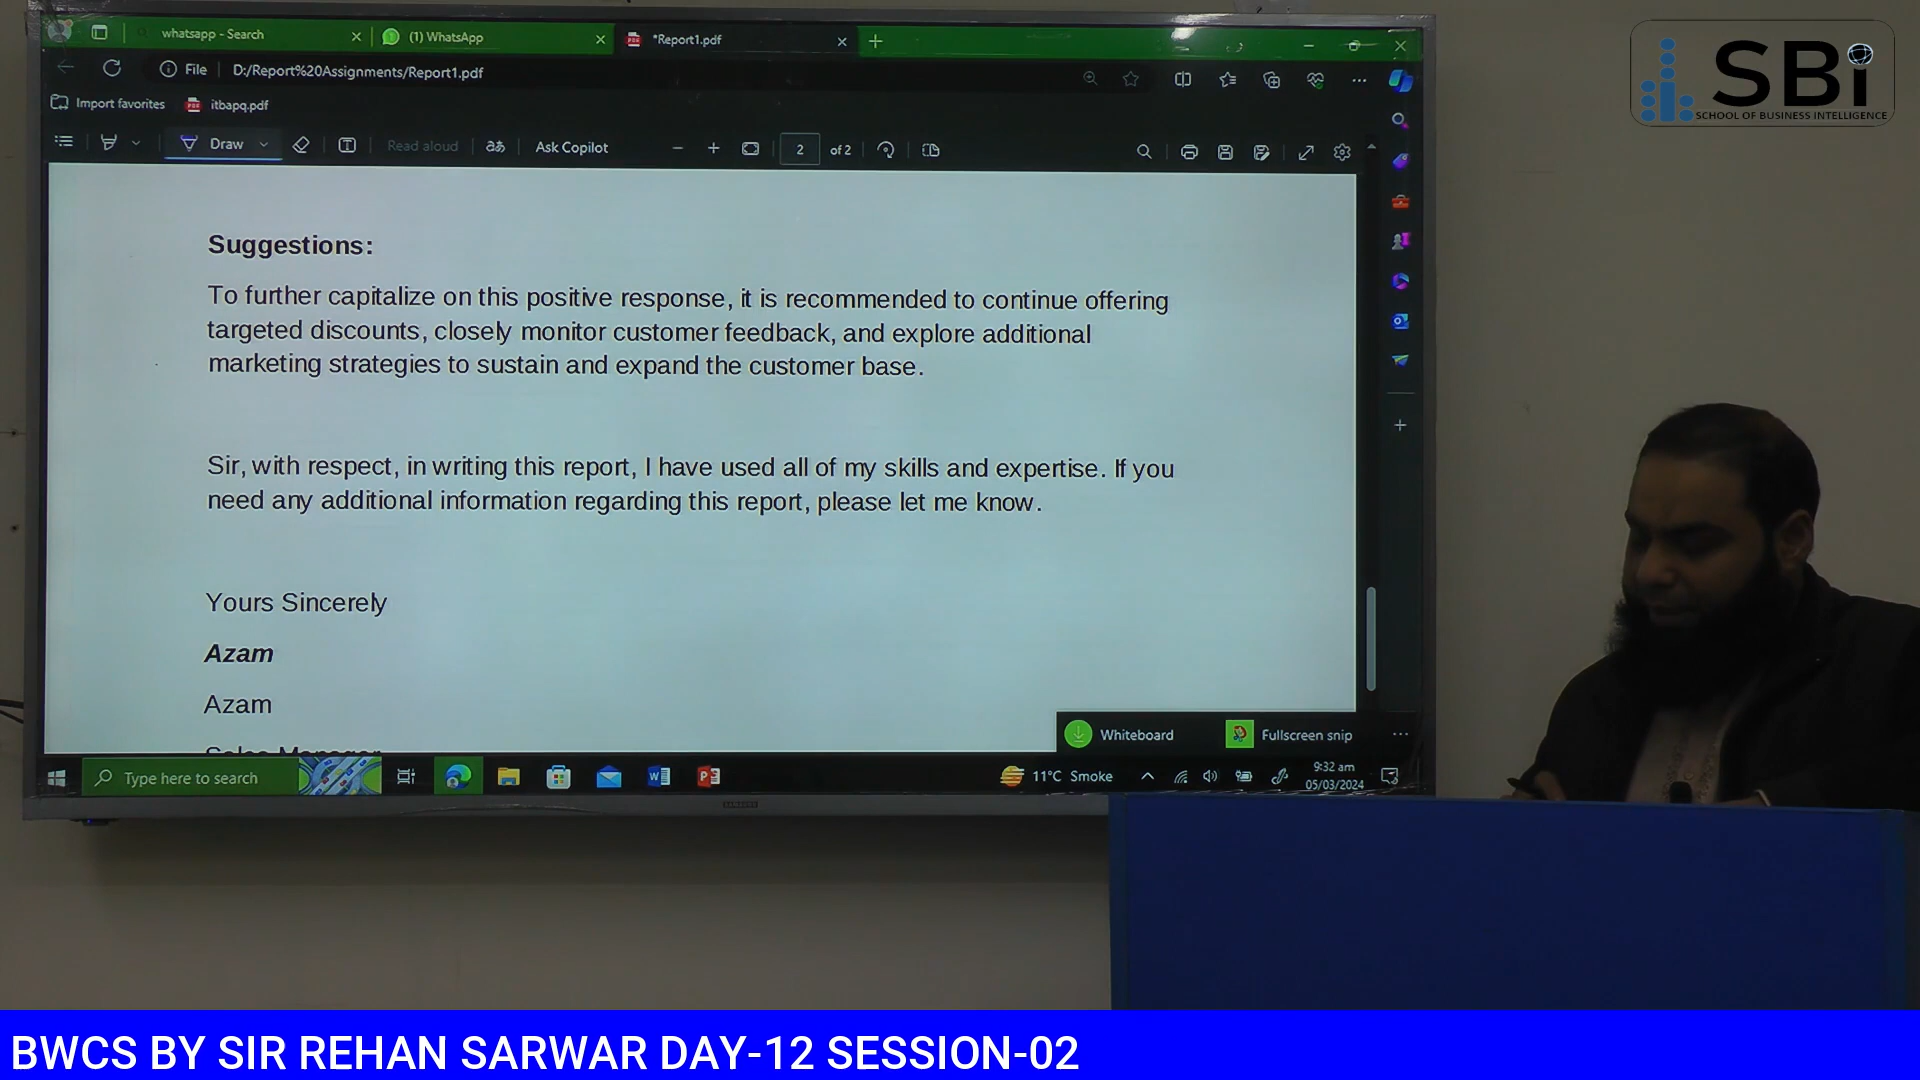 whatsapp - Search
(1) WhatsApp
*Report1.pdf
File
D:/Report%20Assignments/Report1.pdf
Import favorites
itbapq.pdf
Draw
Read aloud
Ask Copilot
2
of 2
Suggestions:
To further capitalize on this positive response, it is recommended to continue offering
targeted discounts, closely monitor customer feedback, and explore additional
marketing strategies to sustain and expand the customer base.
Sir, with respect, in writing this report, I have used all of my skills and expertise. If you
need any additional information regarding this report, please let me know.
Yours Sincerely
Azam
Azam
Sales Manager
Whiteboard
Fullscreen snip
Type here to search
11°C Smoke
9:32 am
05/03/2024
SAMSUNG
SBi
SCHOOL OF BUSINESS INTELLIGENCE
BWCS BY SIR REHAN SARWAR DAY-12 SESSION-02